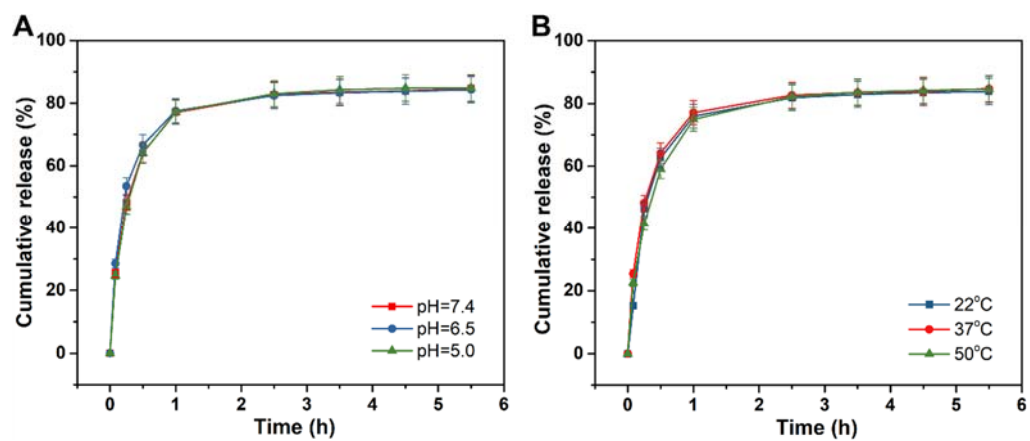 A
Cumulative release (%)
100
80
60
40
20
0
pH=7.4
pH=6.5
pH=5.0
0 1 2 3 4 5 6
Time (h)
B
Cumulative release (%)
100
80
60
40
20
0
22°C
37°C
50°C
0 1 2 3 4 5 6
Time (h)